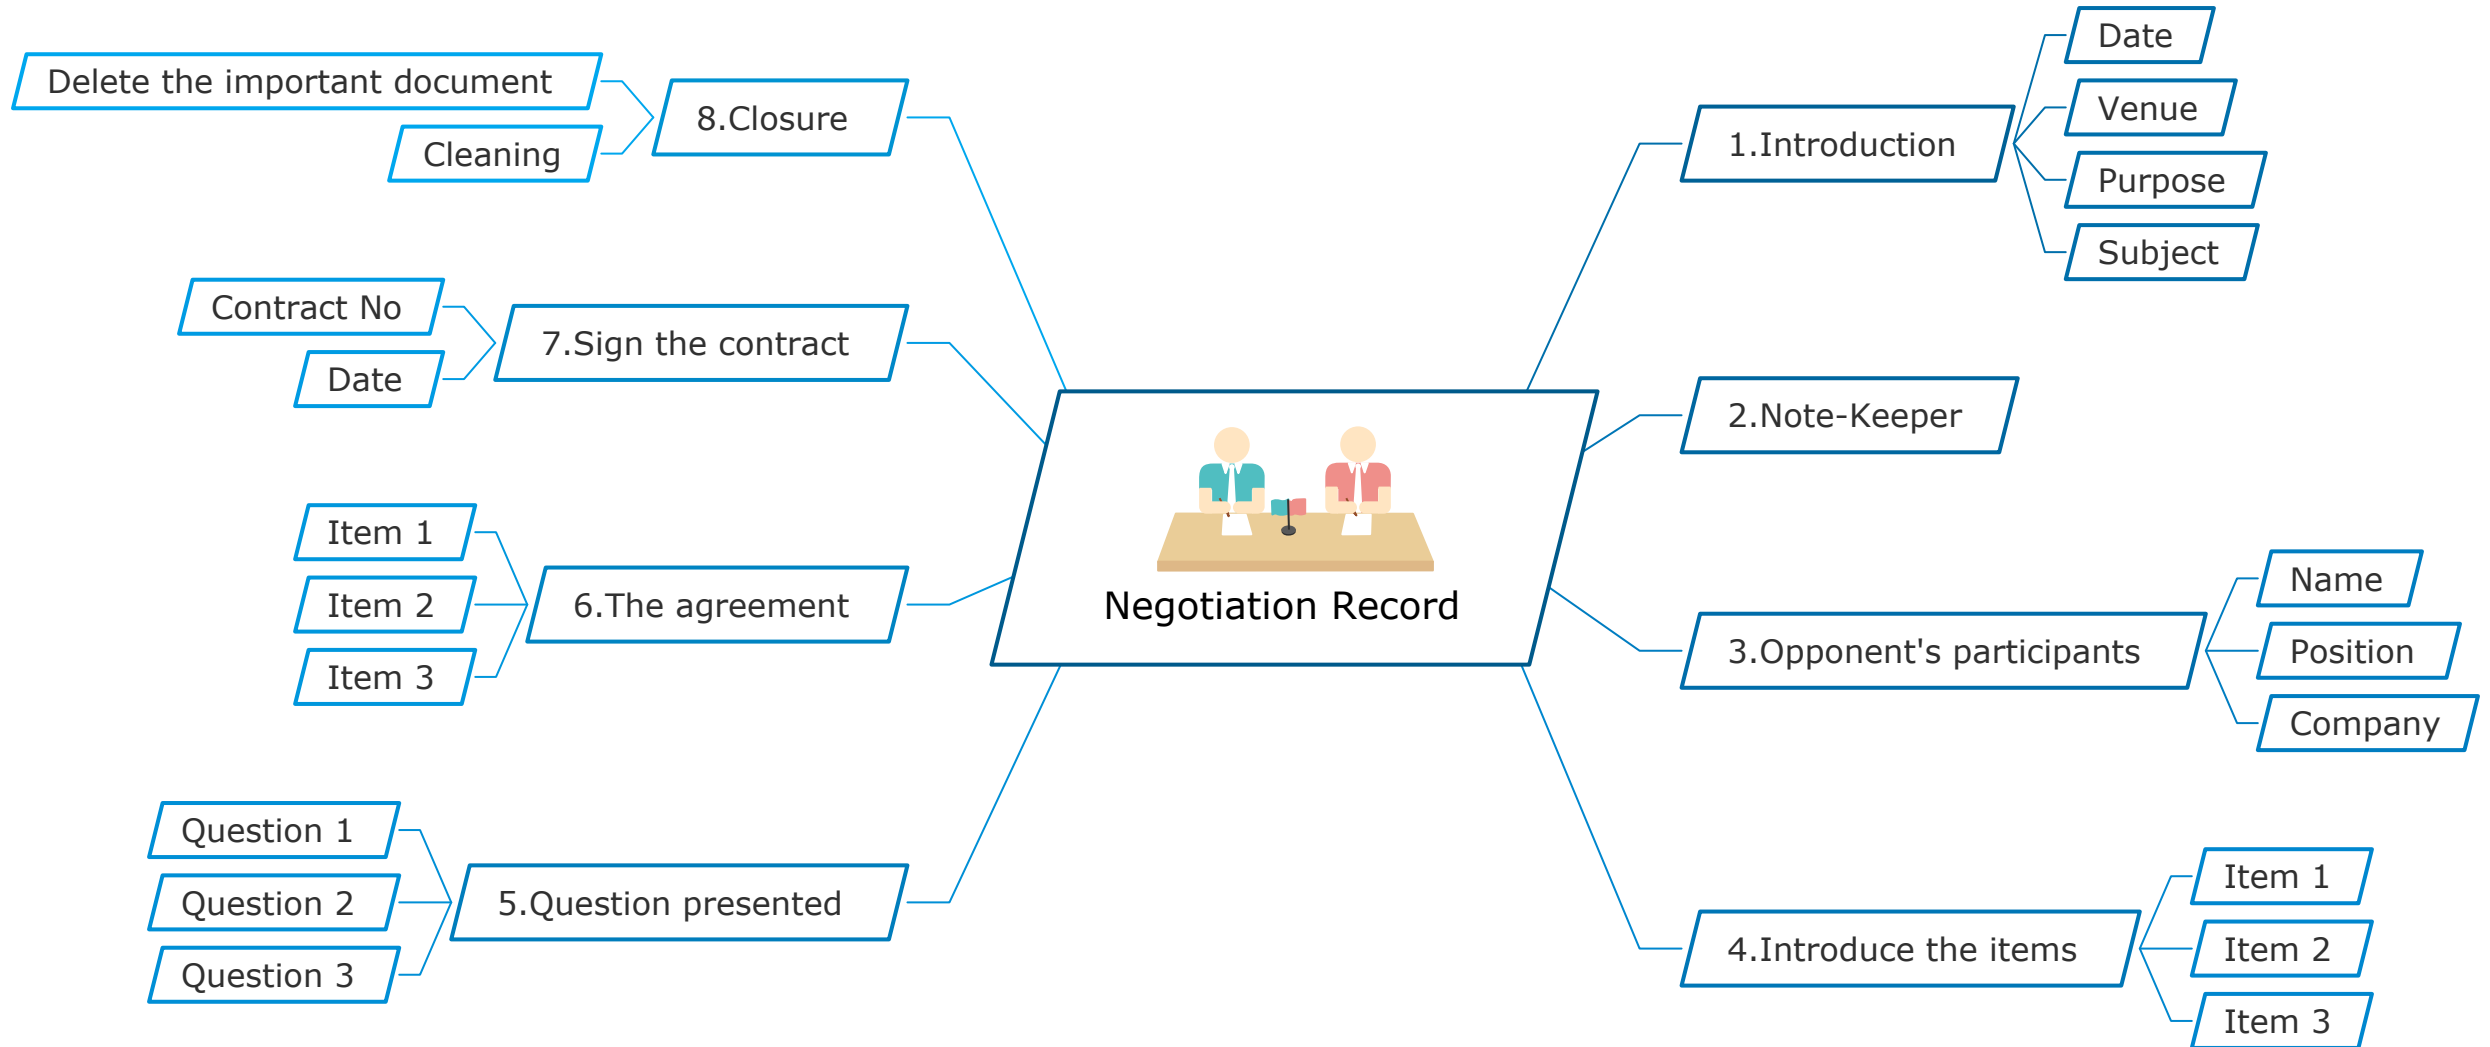 Negotiation Record
1.Introduction
Date
Venue
Purpose
Subject
2.Note-Keeper
3.Opponent's participants
Name
Position
Company
4.Introduce the items
Item 1
Item 2
Item 3
5.Question presented
Question 1
Question 2
Question 3
6.The agreement
Item 1
Item 2
Item 3
7.Sign the contract
Contract No
Date
8.Closure
Delete the important document
Cleaning